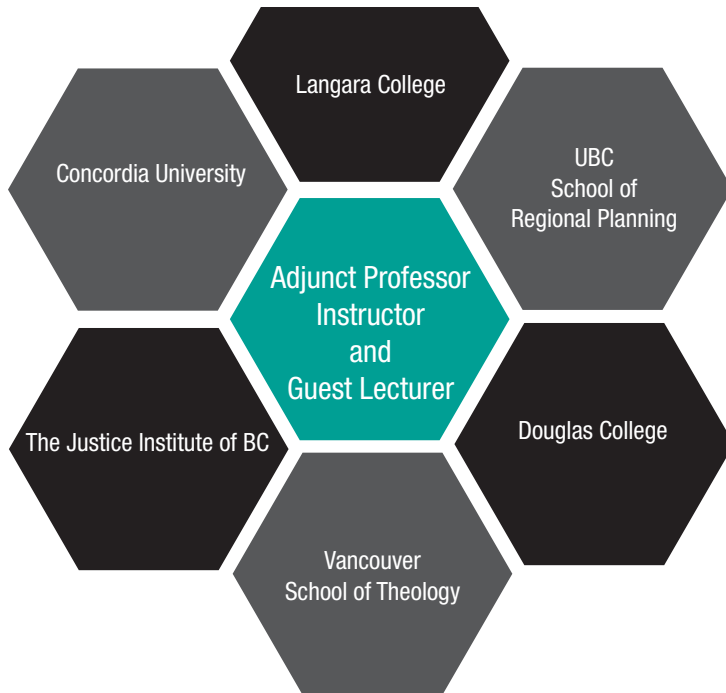 Langara College
Concordia University
UBC
School of
Regional Planning
Adjunct Professor
Instructor
and
Guest Lecturer
The Justice Institute of BC
Douglas College
Vancouver
School of Theology